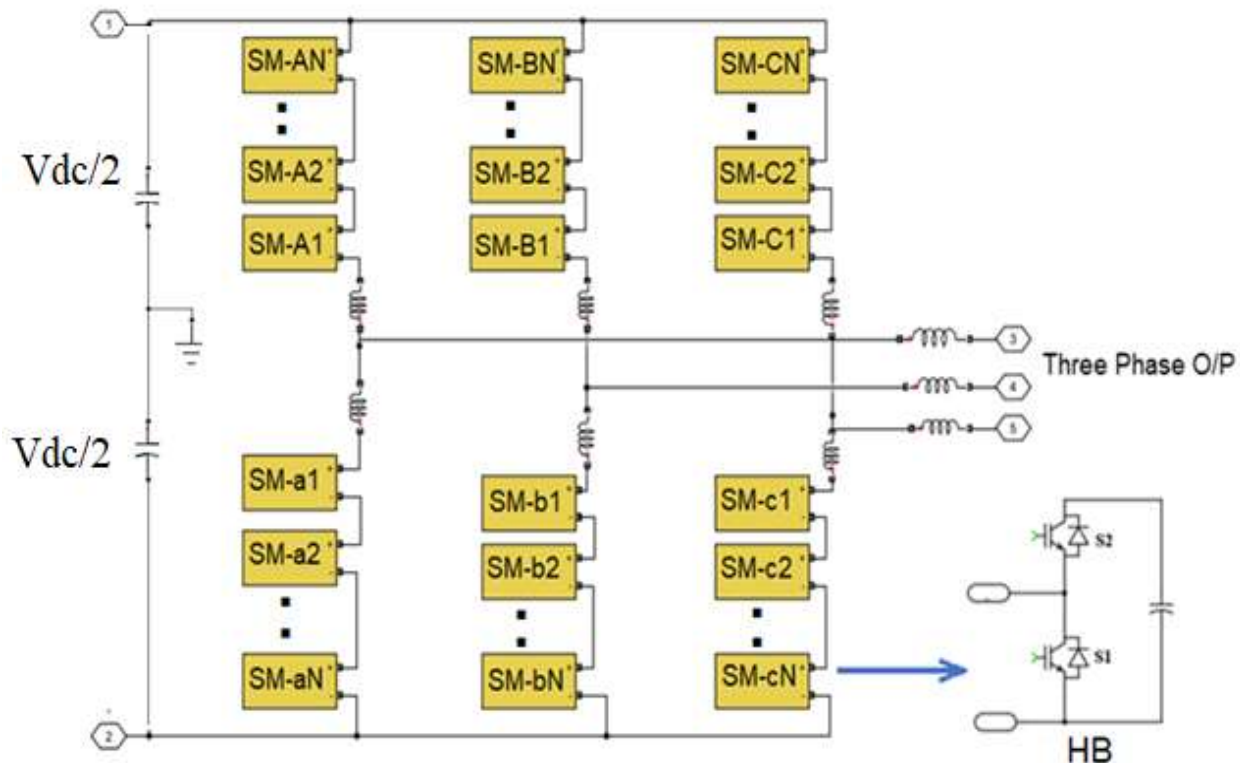 1
SM-AN
SM-BN
SM-CN
Vdc/2
SM-A2
SM-B2
SM-C2
SM-A1
SM-B1
SM-C1
3
Three Phase O/P
4
Vdc/2
5
SM-a1
SM-b1
SM-c1
SM-a2
SM-b2
SM-c2
S2
SM-aN
SM-bN
SM-cN
S1
2
HB